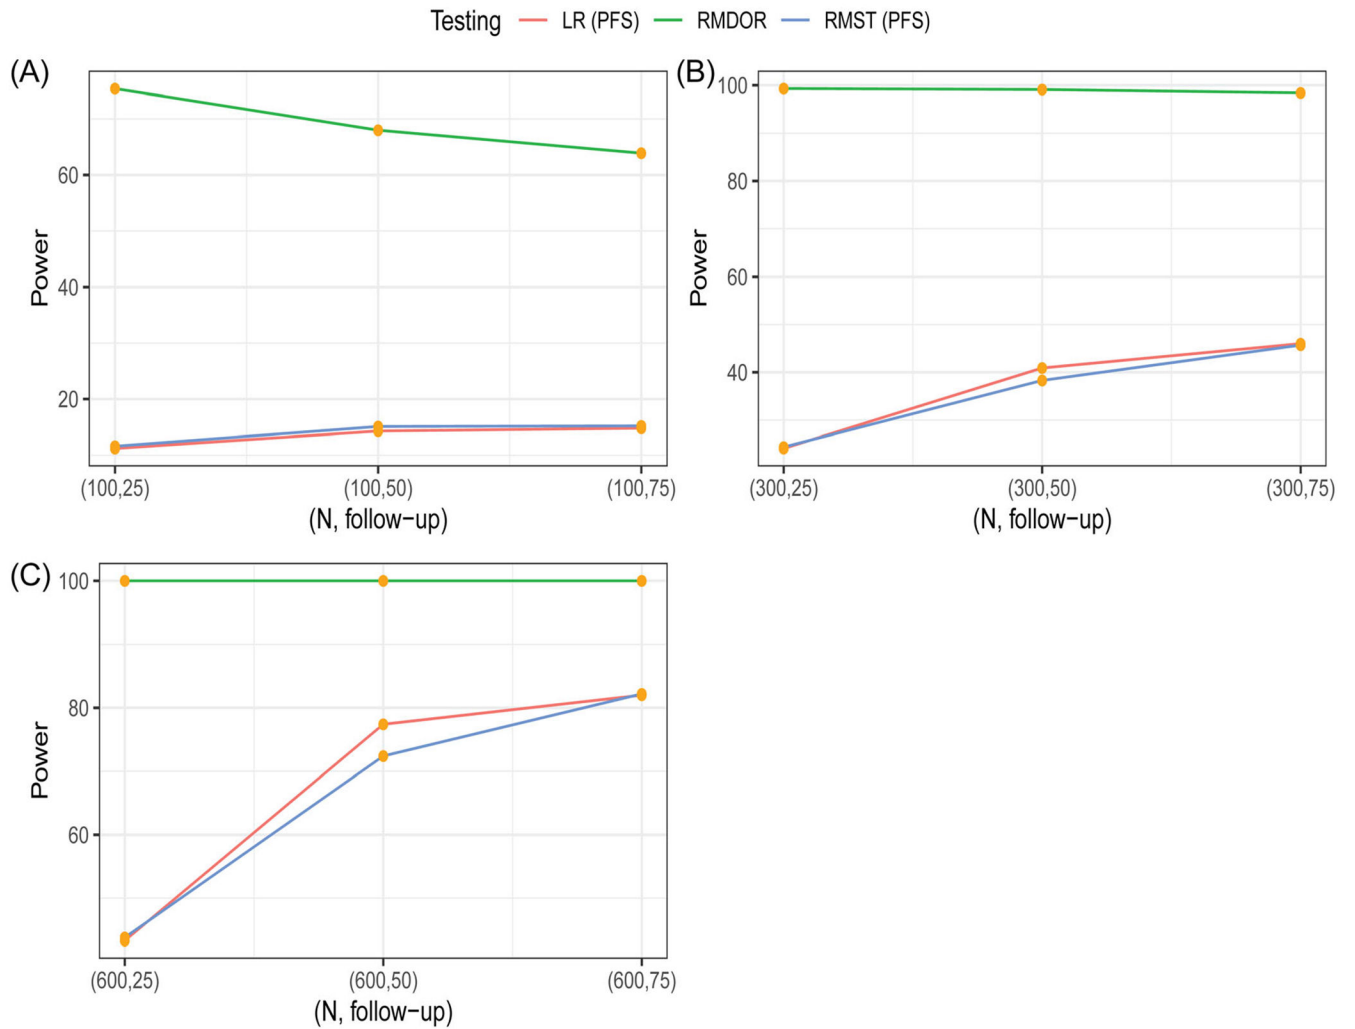 Testing LR (PFS) RMDOR RMST (PFS)
(A)
Power
60
40
20
(100,25) (100,50) (100,75)
(N, follow−up)
(B)
Power
100
80
60
40
(300,25) (300,50) (300,75)
(N, follow−up)
(C)
Power
100
80
60
(600,25) (600,50) (600,75)
(N, follow−up)